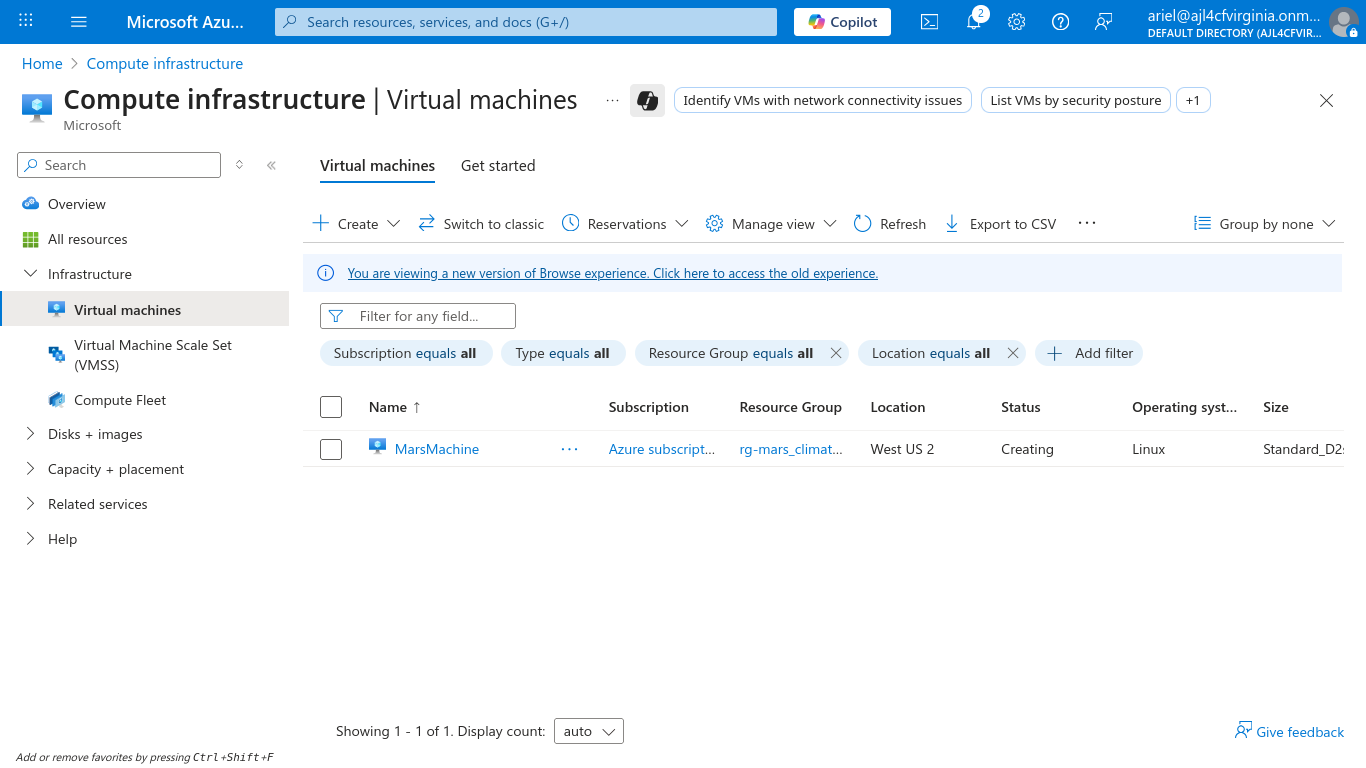 Microsoft Azu...
Search resources, services, and docs (G+/)
Copilot
2
ariel@ajl4cfvirginia.onm...
DEFAULT DIRECTORY (AJL4CFVIR...
Home > Compute infrastructure
Compute infrastructure | Virtual machines
...
Identify VMs with network connectivity issues
List VMs by security posture
+1
Microsoft
Search
Overview
All resources
Infrastructure
Virtual machines
Virtual Machine Scale Set
(VMSS)
Compute Fleet
Disks + images
Capacity + placement
Related services
Help
Add or remove favorites by pressing Ctrl+Shift+F
Virtual machines Get started
Create Switch to classic Reservations Manage view Refresh Export to CSV ... Group by none
You are viewing a new version of Browse experience. Click here to access the old experience.
Filter for any field...
Subscription equals all Type equals all Resource Group equals all Location equals all Add filter
Name ↑ Subscription Resource Group Location Status Operating syst... Size
MarsMachine ... Azure subscript... rg-mars_climat... West US 2 Creating Linux Standard_D2s
Showing 1 - 1 of 1. Display count: auto
Give feedback